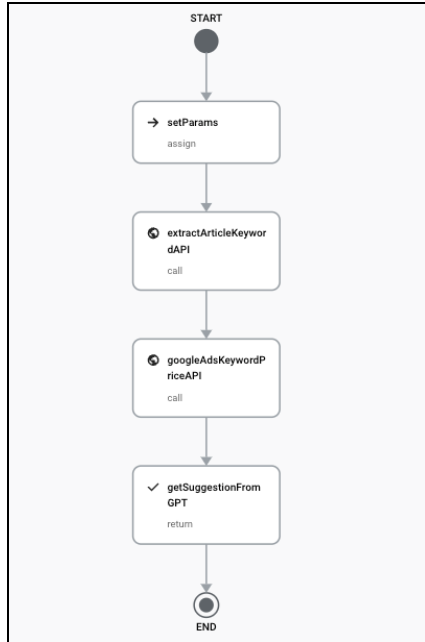 START
setParams
assign
extractArticleKeywor
dAPI
call
googleAdsKeywordP
riceAPI
call
getSuggestionFrom
GPT
return
END